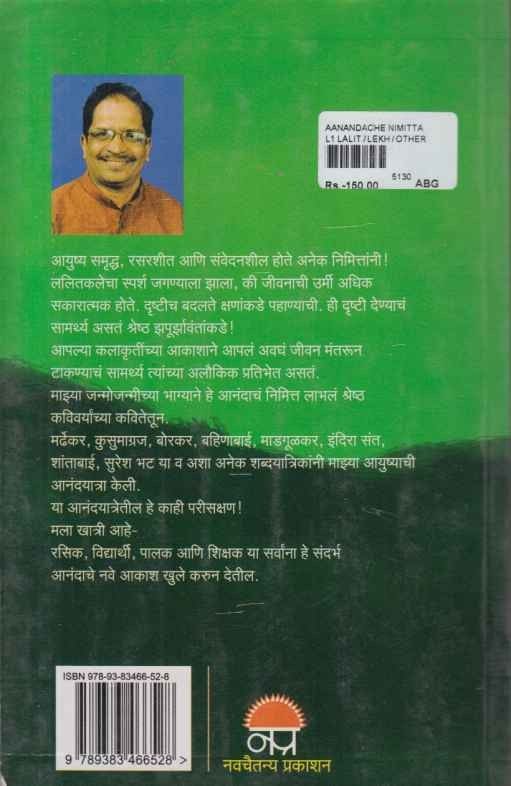 AANANDACHE NIMITTA
L1 LALIT / LEKH / OTHER
5130
Rs -150.00 ABG
आयुष्य समृद्ध, रसरशीत आणि संवेदनशील होते अनेक निमित्तांनी!
ललितकलेचा स्पर्श जगण्याला झाला, की जीवनाची उर्मी अधिक
सकारात्मक होते. दृष्टीच बदलते क्षणांकडे पहाण्याची. ही दृष्टी देण्याचं
सामर्थ्य असतं श्रेष्ठ झपूर्झावंतांकडे!
आपल्या कलाकृतींच्या आकाशाने आपलं अवघं जीवन मंतरून
टाकण्याचं सामर्थ्य त्यांच्या अलौकिक प्रतिभेत असतं.
माझ्या जन्मोजन्मीच्या भाग्याने हे आनंदाचं निमित्त लाभलं श्रेष्ठ
कविवर्यांच्या कवितेतून.
मर्ढेकर, कुसुमाग्रज, बोरकर, बहिणाबाई, माडगूळकर, इंदिरा संत,
शांताबाई, सुरेश भट या व अशा अनेक शब्दयात्रिकांनी माझ्या आयुष्याची
आनंदयात्रा केली.
या आनंदयात्रेतील हे काही परीसक्षण!
मला खात्री आहे-
रसिक, विद्यार्थी, पालक आणि शिक्षक या सर्वांना हे संदर्भ
आनंदाचे नवे आकाश खुले करुन देतील.
ISBN 978-93-83466-52-8
9 789383 466528 >
नप्र
नवचैतन्य प्रकाशन